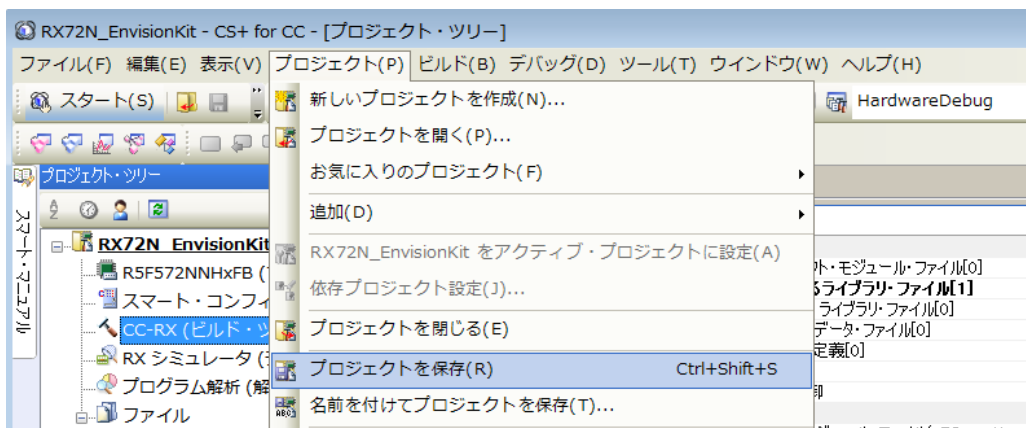 RX72N_EnvisionKit - CS+ for CC - [プロジェクト・ツリー]
ファイル(F) 編集(E) 表示(V) プロジェクト(P) ビルド(B) デバッグ(D) ツール(T) ウインドウ(W) ヘルプ(H)
スタート(S)
HardwareDebug
新しいプロジェクトを作成(N)...
プロジェクトを開く(P)...
お気に入りのプロジェクト(F)
追加(D)
RX72N_EnvisionKit をアクティブ・プロジェクトに設定(A)
依存プロジェクト設定(J)...
プロジェクトを閉じる(E)
プロジェクトを保存(R) Ctrl+Shift+S
名前を付けてプロジェクトを保存(T)...
スマート・マニュアル
プロジェクト・ツリー
RX72N_EnvisionKit
R5F572NNHxFB (
スマート・コンフィ
CC-RX (ビルド・ツ
RX シミュレータ (
プログラム解析 (解
ファイル
ト・モジュール・ファイル[0]
るライブラリ・ファイル[1]
ライブラリ・ファイル[0]
データ・ファイル[0]
定義[0]